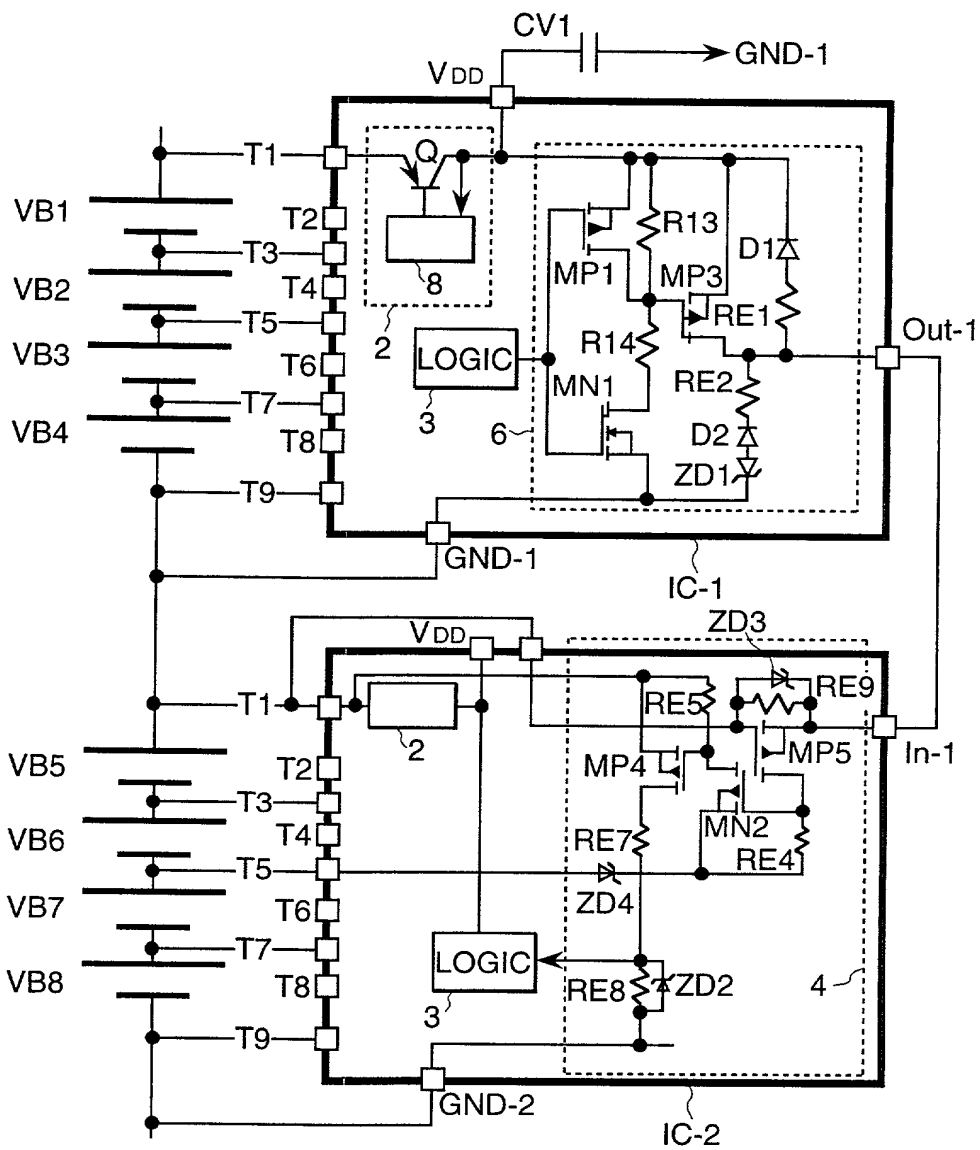 CV1
GND-1
VDD
T1
Q
VB1
T2
R13
D1
T3
MP1
MP3
8
VB2
T4
RE1
2
T5
R14
Out-1
VB3
LOGIC
T6
RE2
MN1
3
T7
6
D2
VB4
T8
ZD1
T9
GND-1
IC-1
ZD3
VDD
RE9
T1
RE5
2
In-1
MP5
VB5
T2
MP4
T3
MN2
VB6
T4
RE7
RE4
T5
ZD4
VB7
T6
T7
LOGIC
VB8
T8
RE8
ZD2
4
3
T9
GND-2
IC-2